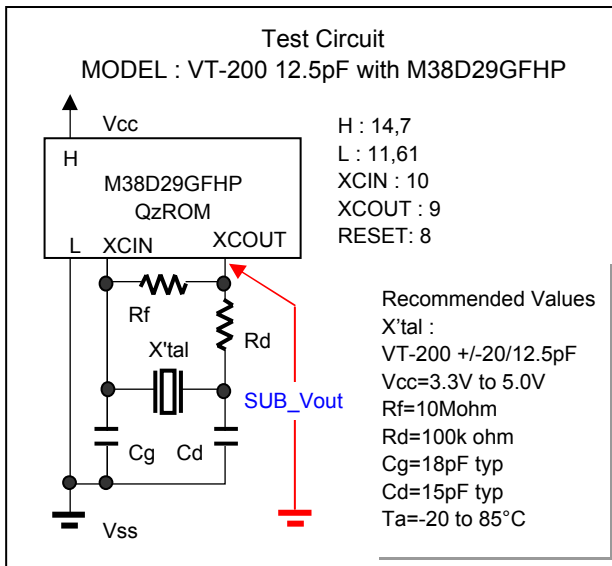 Test Circuit
MODEL : VT-200 12.5pF with M38D29GFHP
Vcc
H
M38D29GFHP
QzROM
L XCIN XCOUT
H : 14,7
L : 11,61
XCIN : 10
XCOUT : 9
RESET: 8
Rf
Rd
X'tal
SUB_Vout
Cg Cd
Vss
Recommended Values
X'tal :
VT-200 +/-20/12.5pF
Vcc=3.3V to 5.0V
Rf=10Mohm
Rd=100k ohm
Cg=18pF typ
Cd=15pF typ
Ta=-20 to 85°C